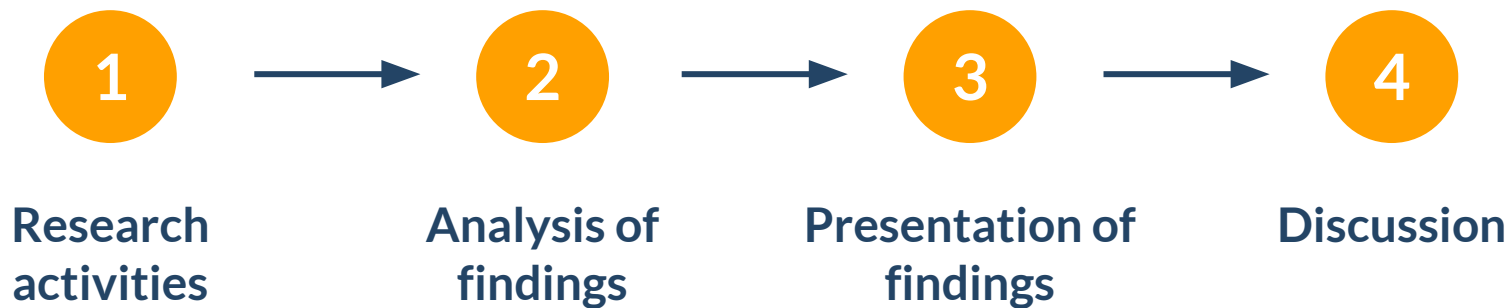 1
2
3
4
Research
activities
Analysis of
findings
Presentation of
findings
Discussion